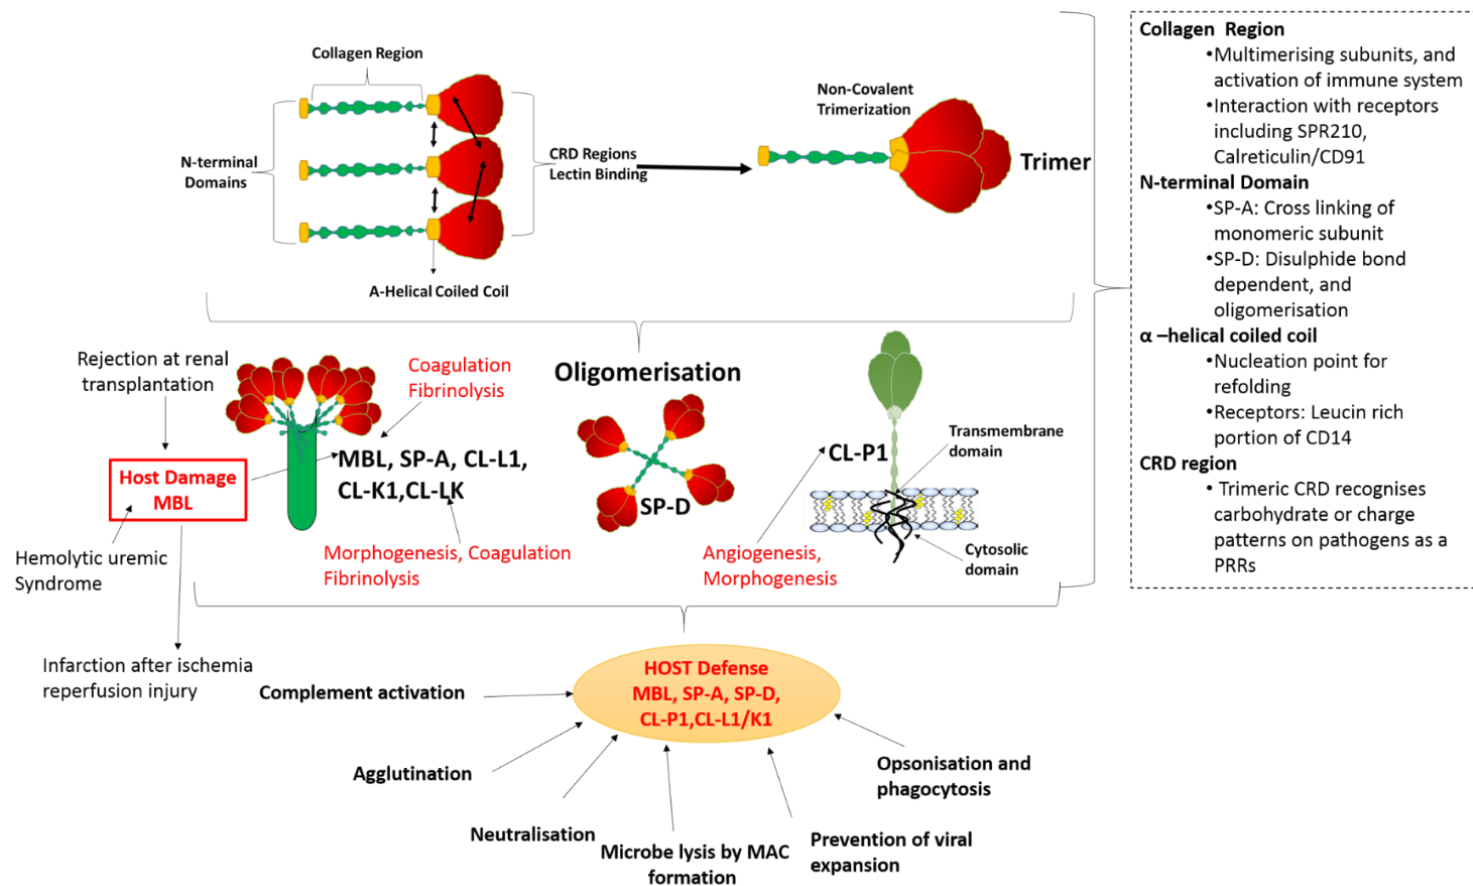 Collagen Region
N-terminal
Domains
CRD Regions
Lectin Binding
A-Helical Coiled Coil
Non-Covalent
Trimerization
Trimer
Collagen Region
•Multimerising subunits, and
activation of immune system
•Interaction with receptors
including SPR210,
Calreticulin/CD91
N-terminal Domain
•SP-A: Cross linking of
monomeric subunit
•SP-D: Disulphide bond
dependent, and
oligomerisation
α –helical coiled coil
•Nucleation point for
refolding
•Receptors: Leucin rich
portion of CD14
CRD region
• Trimeric CRD recognises
carbohydrate or charge
patterns on pathogens as a
PRRs
Rejection at renal
transplantation
Host Damage
MBL
Hemolytic uremic
Syndrome
Infarction after ischemia
reperfusion injury
Coagulation
Fibrinolysis
MBL, SP-A, CL-L1,
CL-K1,CL-LK
Morphogenesis, Coagulation
Fibrinolysis
Oligomerisation
SP-D
CL-P1
Angiogenesis,
Morphogenesis
Transmembrane
domain
Cytosolic
domain
HOST Defense
MBL, SP-A, SP-D,
CL-P1,CL-L1/K1
Complement activation
Agglutination
Neutralisation
Microbe lysis by MAC
formation
Prevention of viral
expansion
Opsonisation and
phagocytosis